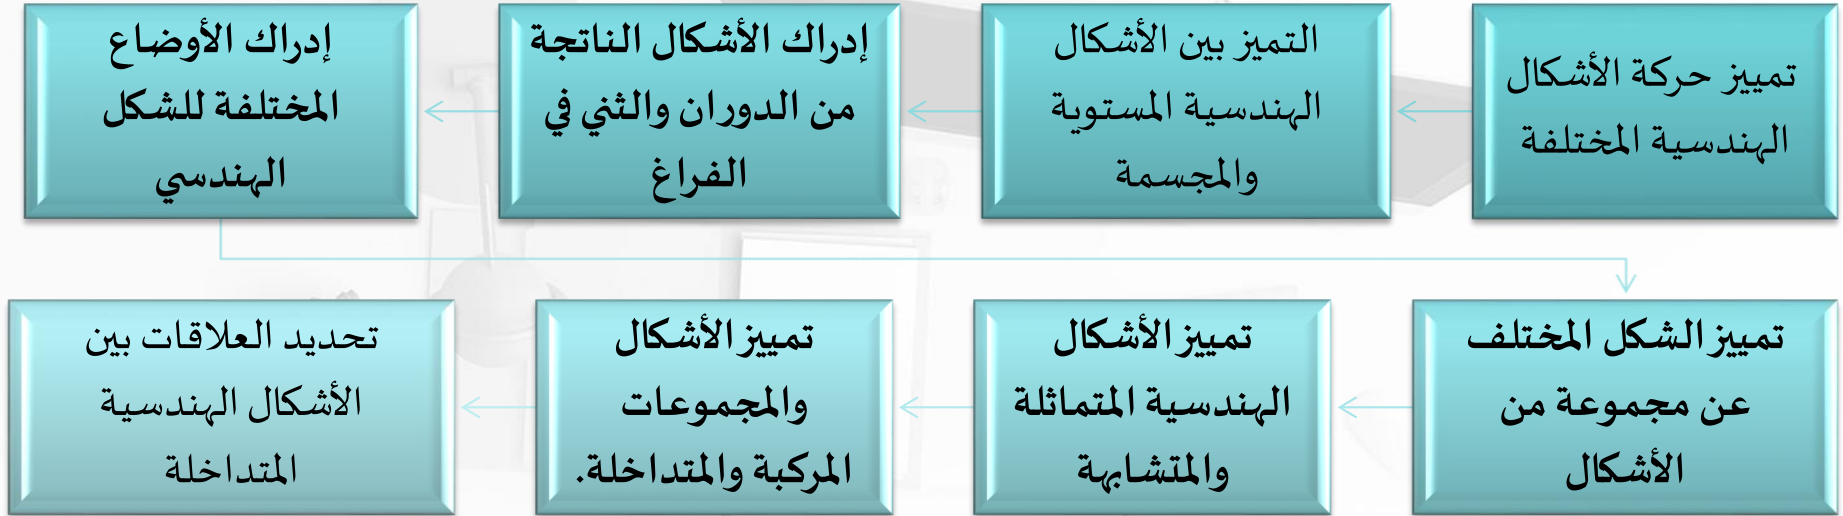 تمييز حركة الأشكال
الهندسية المختلفة
التميز بين الأشكال
الهندسية المستوية
والمجسمة
إدراك الأشكال الناتجة
من الدوران والثني في
الفراغ
إدراك الأوضاع
المختلفة للشكل
الهندسي
تمييز الشكل المختلف
عن مجموعة من
الأشكال
تمييز الأشكال
الهندسية المتماثلة
والمتشابهة
تمييز الأشكال
والمجموعات
المركبة والمتداخلة.
تحديد العلاقات بين
الأشكال الهندسية
المتداخلة